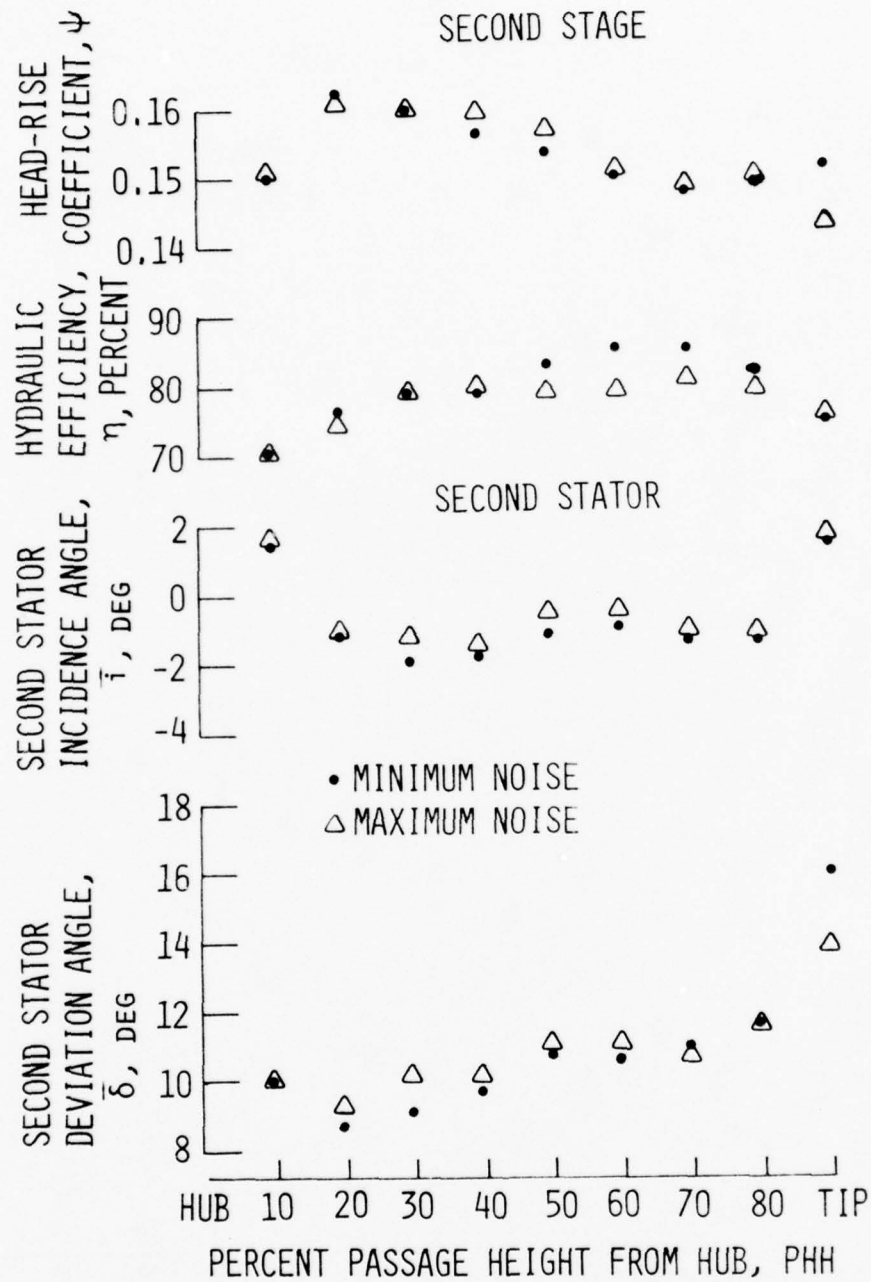 SECOND STAGE
HEAD-RISE
COEFFICIENT, ψ
0.16
0.15
0.14
HYDRAULIC
EFFICIENCY,
η, PERCENT
90
80
70
SECOND STATOR
SECOND STATOR
INCIDENCE ANGLE,
i̅, DEG
2
0
-2
-4
• MINIMUM NOISE
△ MAXIMUM NOISE
SECOND STATOR
DEVIATION ANGLE,
δ̅, DEG
18
16
14
12
10
8
HUB 10 20 30 40 50 60 70 80 TIP
PERCENT PASSAGE HEIGHT FROM HUB, PHH